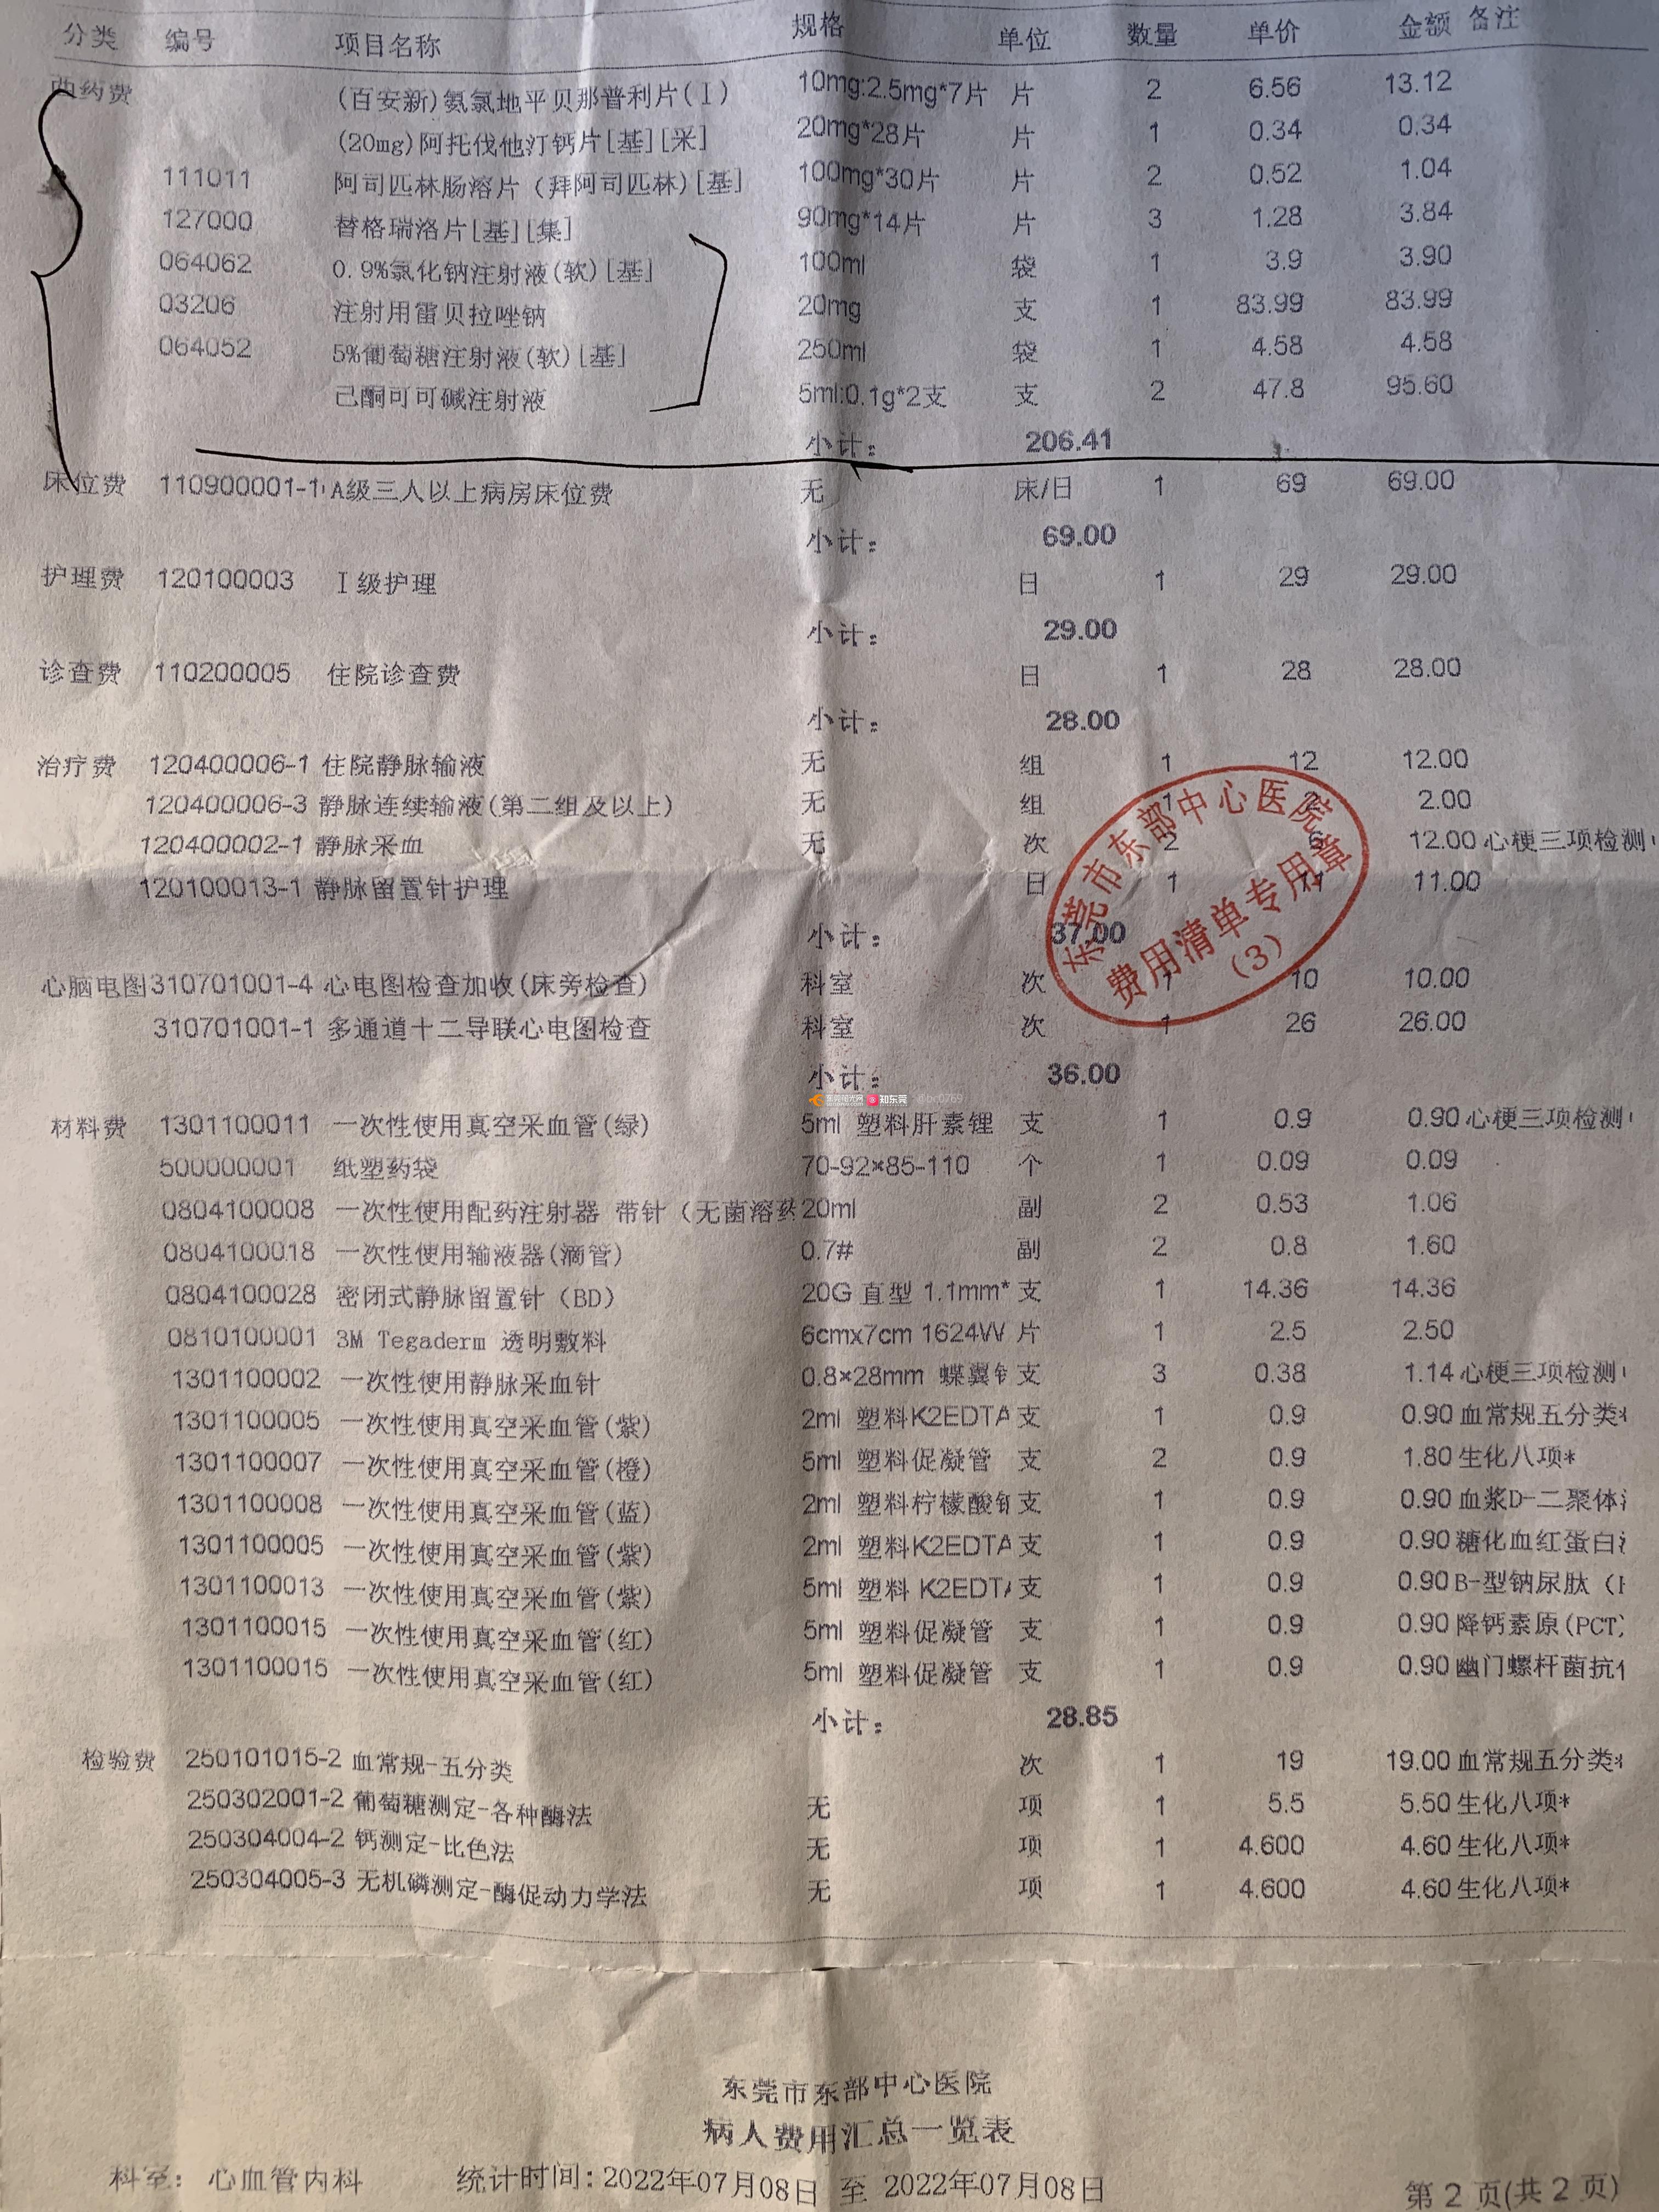 分类 编号 项目名称 规格 单位 数量 单价 金额 备注
西药费 (百安新)氨氯地平贝那普利片(I) 10mg:2.5mg*7片 片 2 6.56 13.12
(20mg)阿托伐他汀钙片[基][采] 20mg*28片 片 1 0.34 0.34
111011 阿司匹林肠溶片(拜阿司匹林)[基] 100mg*30片 片 2 0.52 1.04
127000 替格瑞洛片[基][集] 90mg*14片 片 3 1.28 3.84
064062 0.9%氯化钠注射液(软)[基] 100ml 袋 1 3.9 3.90
03206 注射用雷贝拉唑钠 20mg 支 1 83.99 83.99
064052 5%葡萄糖注射液(软)[基] 250ml 袋 1 4.58 4.58
己酮可可碱注射液 5ml:0.1g*2支 支 2 47.8 95.60
小计: 206.41
床位费 110900001-1 A级三人以上病房床位费 无 床/日 1 69 69.00
小计: 69.00
护理费 120100003 I级护理 日 1 29 29.00
小计: 29.00
诊查费 110200005 住院诊查费 日 1 28 28.00
小计: 28.00
治疗费 120400006-1 住院静脉输液 无 组 1 12 12.00
120400006-3 静脉连续输液(第二组及以上) 无 组 1 2 2.00
120400002-1 静脉采血 无 次 2 6 12.00 心梗三项检测
120100013-1 静脉留置针护理 日 1 11 11.00
小计: 37.00
东莞市东部中心医院
费用清单专用章
(3)
心脑电图 310701001-4 心电图检查加收(床旁检查) 科室 次 1 10 10.00
310701001-1 多通道十二导联心电图检查 科室 次 1 26 26.00
小计: 36.00
东莞阳光网 知东莞 @bc0769
材料费 1301100011 一次性使用真空采血管(绿) 5ml 塑料肝素锂 支 1 0.9 0.90 心梗三项检测
500000001 纸塑药袋 70-92×85-110 个 1 0.09 0.09
0804100008 一次性使用配药注射器 带针(无菌溶药 20ml 副 2 0.53 1.06
0804100018 一次性使用输液器(滴管) 0.7# 副 2 0.8 1.60
0804100028 密闭式静脉留置针(BD) 20G 直型 1.1mm* 支 1 14.36 14.36
0810100001 3M Tegaderm 透明敷料 6cmx7cm 1624W 片 1 2.5 2.50
1301100002 一次性使用静脉采血针 0.8×28mm 蝶翼 支 3 0.38 1.14 心梗三项检测
1301100005 一次性使用真空采血管(紫) 2ml 塑料K2EDTA 支 1 0.9 0.90 血常规五分类*
1301100007 一次性使用真空采血管(橙) 5ml 塑料促凝管 支 2 0.9 1.80 生化八项*
1301100008 一次性使用真空采血管(蓝) 2ml 塑料柠檬酸 支 1 0.9 0.90 血浆D-二聚体
1301100005 一次性使用真空采血管(紫) 2ml 塑料K2EDTA 支 1 0.9 0.90 糖化血红蛋白
1301100013 一次性使用真空采血管(紫) 5ml 塑料 K2EDTA 支 1 0.9 0.90 B-型钠尿肽(
1301100015 一次性使用真空采血管(红) 5ml 塑料促凝管 支 1 0.9 0.90 降钙素原(PCT)
1301100015 一次性使用真空采血管(红) 5ml 塑料促凝管 支 1 0.9 0.90 幽门螺杆菌抗
小计: 28.85
检验费 250101015-2 血常规-五分类 次 1 19 19.00 血常规五分类*
250302001-2 葡萄糖测定-各种酶法 无 项 1 5.5 5.50 生化八项*
250304004-2 钙测定-比色法 无 项 1 4.600 4.60 生化八项*
250304005-3 无机磷测定-酶促动力学法 无 项 1 4.600 4.60 生化八项*
东莞市东部中心医院
病人费用汇总一览表
科室: 心血管内科 统计时间:2022年07月08日 至 2022年07月08日 第 2 页(共 2 页)